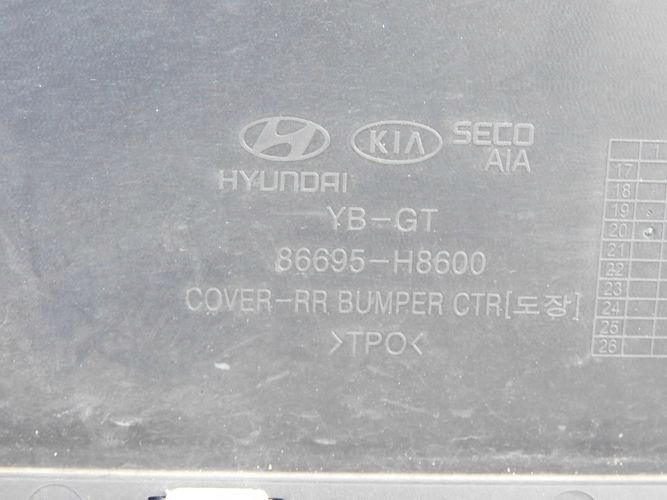 KIA SECO
AIA
HYUNDAI
YB-GT
86695-H8600
COVER-RR BUMPER CTR[도장]
>TPO<
1
17
18
19
20
21
22
23
24
25
26